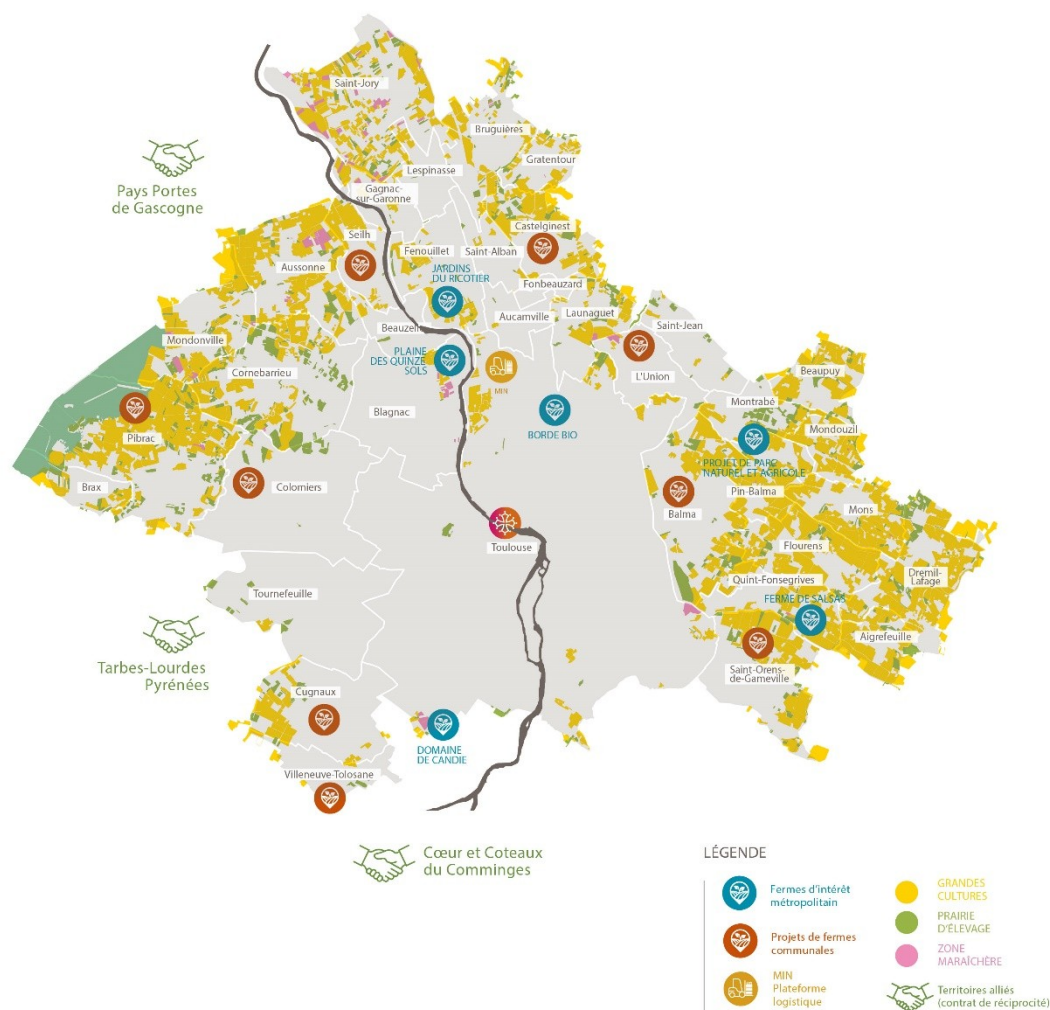 Saint-Jory
Bruguières
Gratentour
Lespinasse
Pays Portes
de Gascogne
Gagnac-
sur-Garonne
Castelginest
Seilh
Fenouillet
Saint-Alban
Aussonne
JARDINS
DU RICOTIER
Fonbeauzard
Launaguet
Aucamville
Saint-Jean
Beauzelle
Mondonville
PLAINE
DES QUINZE
SOLS
Cornebarrieu
MIN
L'Union
Beaupuy
Montrabé
Blagnac
Mondouzil
BORDE BIO
Pibrac
PROJET DE PARC
NATUREL ET AGRICOLE
Brax
Colomiers
Pin-Balma
Balma
Mons
Toulouse
Flourens
Dremil-
Lafage
Quint-Fonsegrives
Tournefeuille
FERME DE SALSAS
Aigrefeuille
Tarbes-Lourdes
Pyrénées
Saint-Orens-
de-Gameville
Cugnaux
DOMAINE
DE CANDIE
Villeneuve-Tolosane
Cœur et Coteaux
du Comminges
LÉGENDE
Fermes d'intérêt
métropolitain
Projets de fermes
communales
MIN
Plateforme
logistique
GRANDES
CULTURES
PRAIRIE
D'ÉLEVAGE
ZONE
MARAÎCHÈRE
Territoires alliés
(contrat de réciprocité)